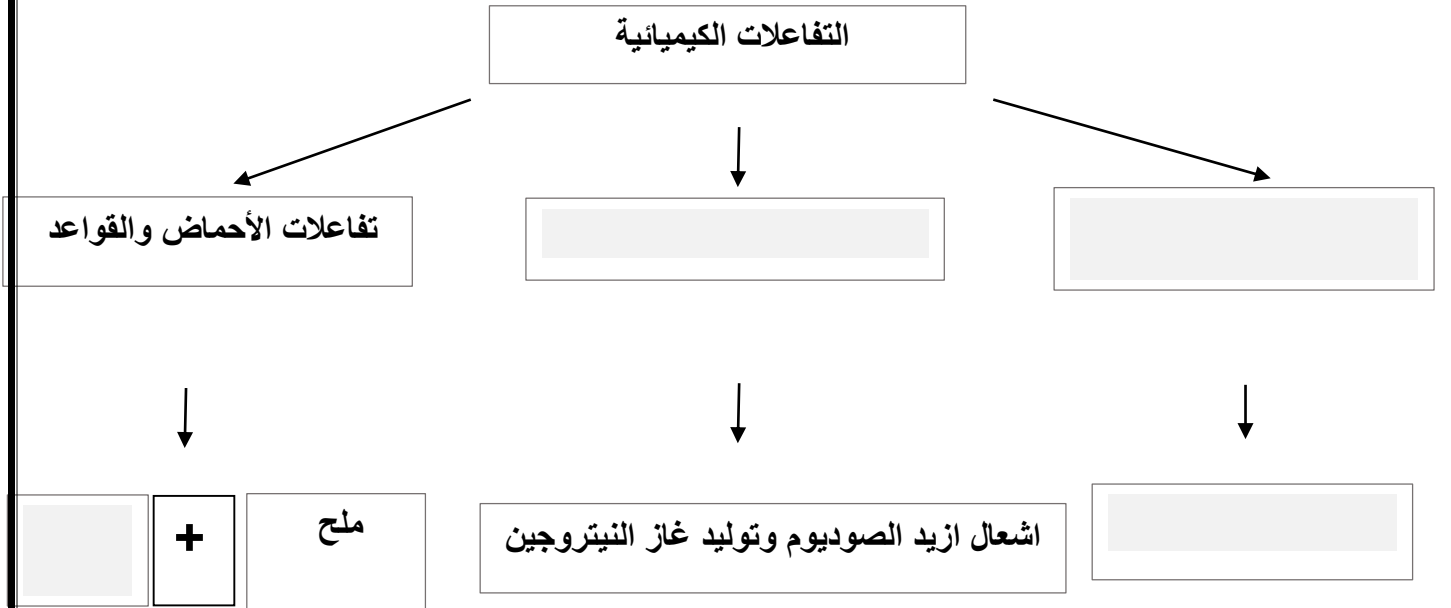 التفاعلات الكيميائية
تفاعلات الأحماض والقواعد
اشعال ازيد الصوديوم وتوليد غاز النيتروجين
ملح
+